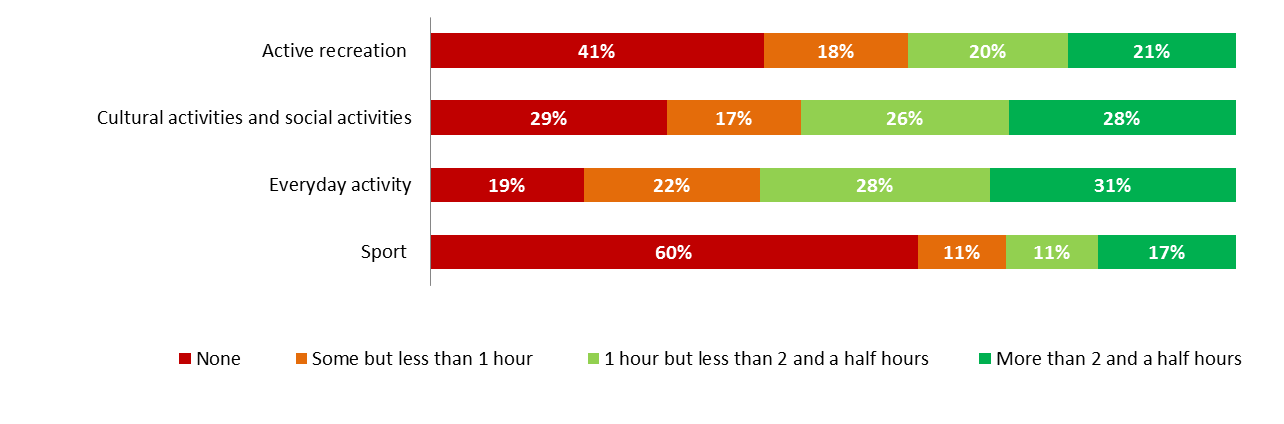 Active recreation 41% 18% 20% 21%
Cultural activities and social activities 29% 17% 26% 28%
Everyday activity 19% 22% 28% 31%
Sport 60% 11% 11% 17%
None Some but less than 1 hour 1 hour but less than 2 and a half hours More than 2 and a half hours